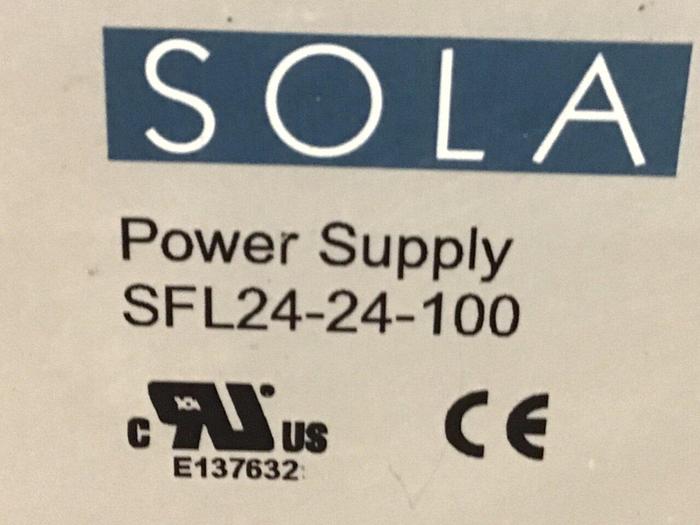 SOLA
Power Supply
SFL24-24-100
C US CE
E137632